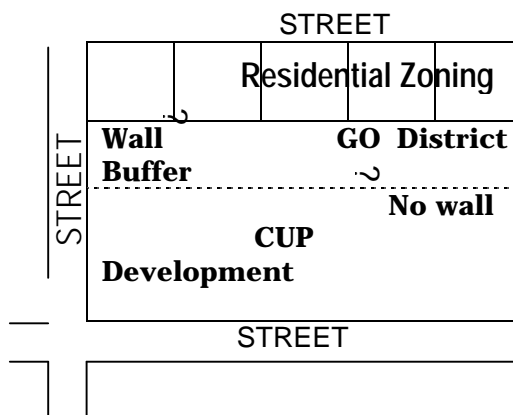 STREET
Residential Zoning
?
Wall GO District
Buffer ?
No wall
STREET
CUP
Development
STREET